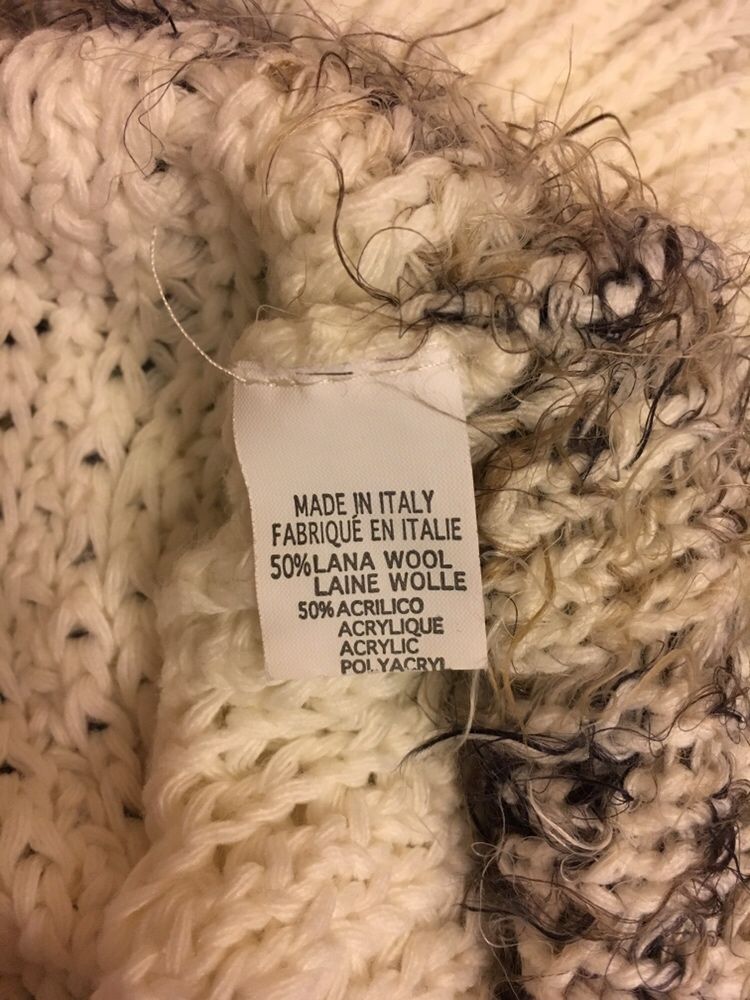 MADE IN ITALY
FABRIQUÉ EN ITALIE
50% LANA WOOL
LAINE WOLLE
50% ACRILICO
ACRYLIQUE
ACRYLIC
POLYACRYL